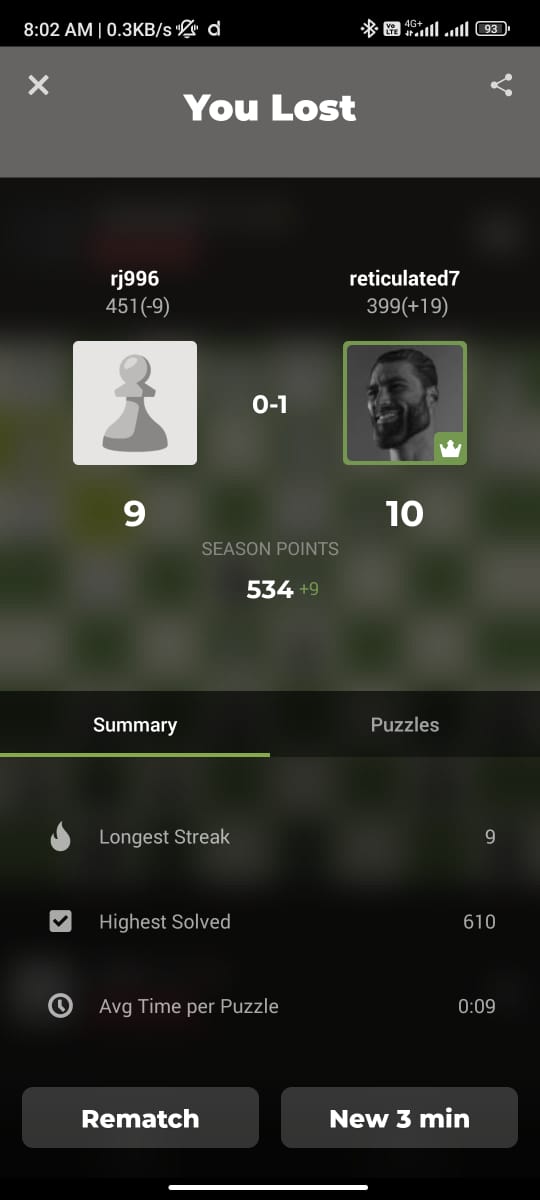 8:02 AM | 0.3KB/s d Vo LTE 4G+ 93
You Lost
rj996 reticulated7
451(-9) 399(+19)
0-1
9 10
SEASON POINTS
534 +9
Summary Puzzles
Longest Streak 9
Highest Solved 610
Avg Time per Puzzle 0:09
Rematch New 3 min